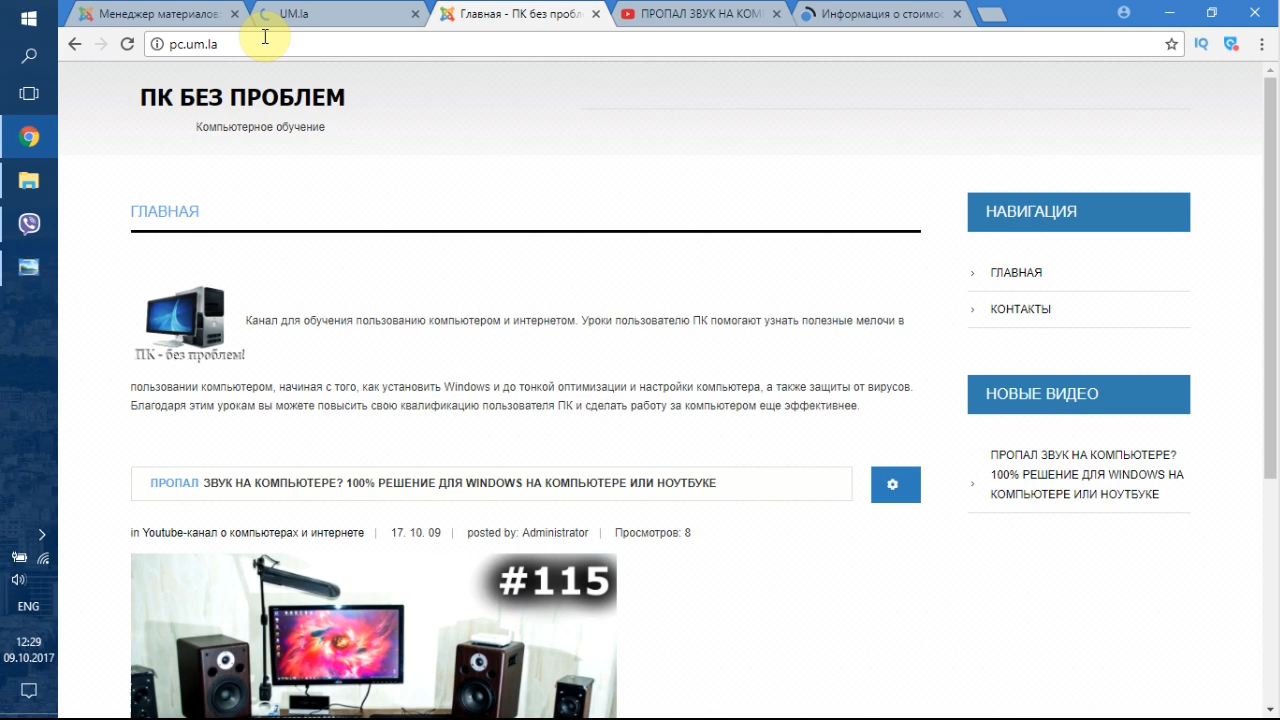 Менеджер материалов
UM.la
Главная - ПК без пробл
ПРОПАЛ ЗВУК НА КОМ
Информация о стоимос
pc.um.la
IQ
ПК БЕЗ ПРОБЛЕМ
Компьютерное обучение
ГЛАВНАЯ
Канал для обучения пользованию компьютером и интернетом. Уроки пользователю ПК помогают узнать полезные мелочи в
ПК - без проблем!
пользовании компьютером, начиная с того, как установить Windows и до тонкой оптимизации и настройки компьютера, а также защиты от вирусов.
Благодаря этим урокам вы можете повысить свою квалификацию пользователя ПК и сделать работу за компьютером еще эффективнее.
ПРОПАЛ ЗВУК НА КОМПЬЮТЕРЕ? 100% РЕШЕНИЕ ДЛЯ WINDOWS НА КОМПЬЮТЕРЕ ИЛИ НОУТБУКЕ
in Youtube-канал о компьютерах и интернете | 17. 10. 09 | posted by: Administrator | Просмотров: 8
#115
НАВИГАЦИЯ
ГЛАВНАЯ
КОНТАКТЫ
НОВЫЕ ВИДЕО
ПРОПАЛ ЗВУК НА КОМПЬЮТЕРЕ?
100% РЕШЕНИЕ ДЛЯ WINDOWS НА
КОМПЬЮТЕРЕ ИЛИ НОУТБУКЕ
ENG
12:29
09.10.2017